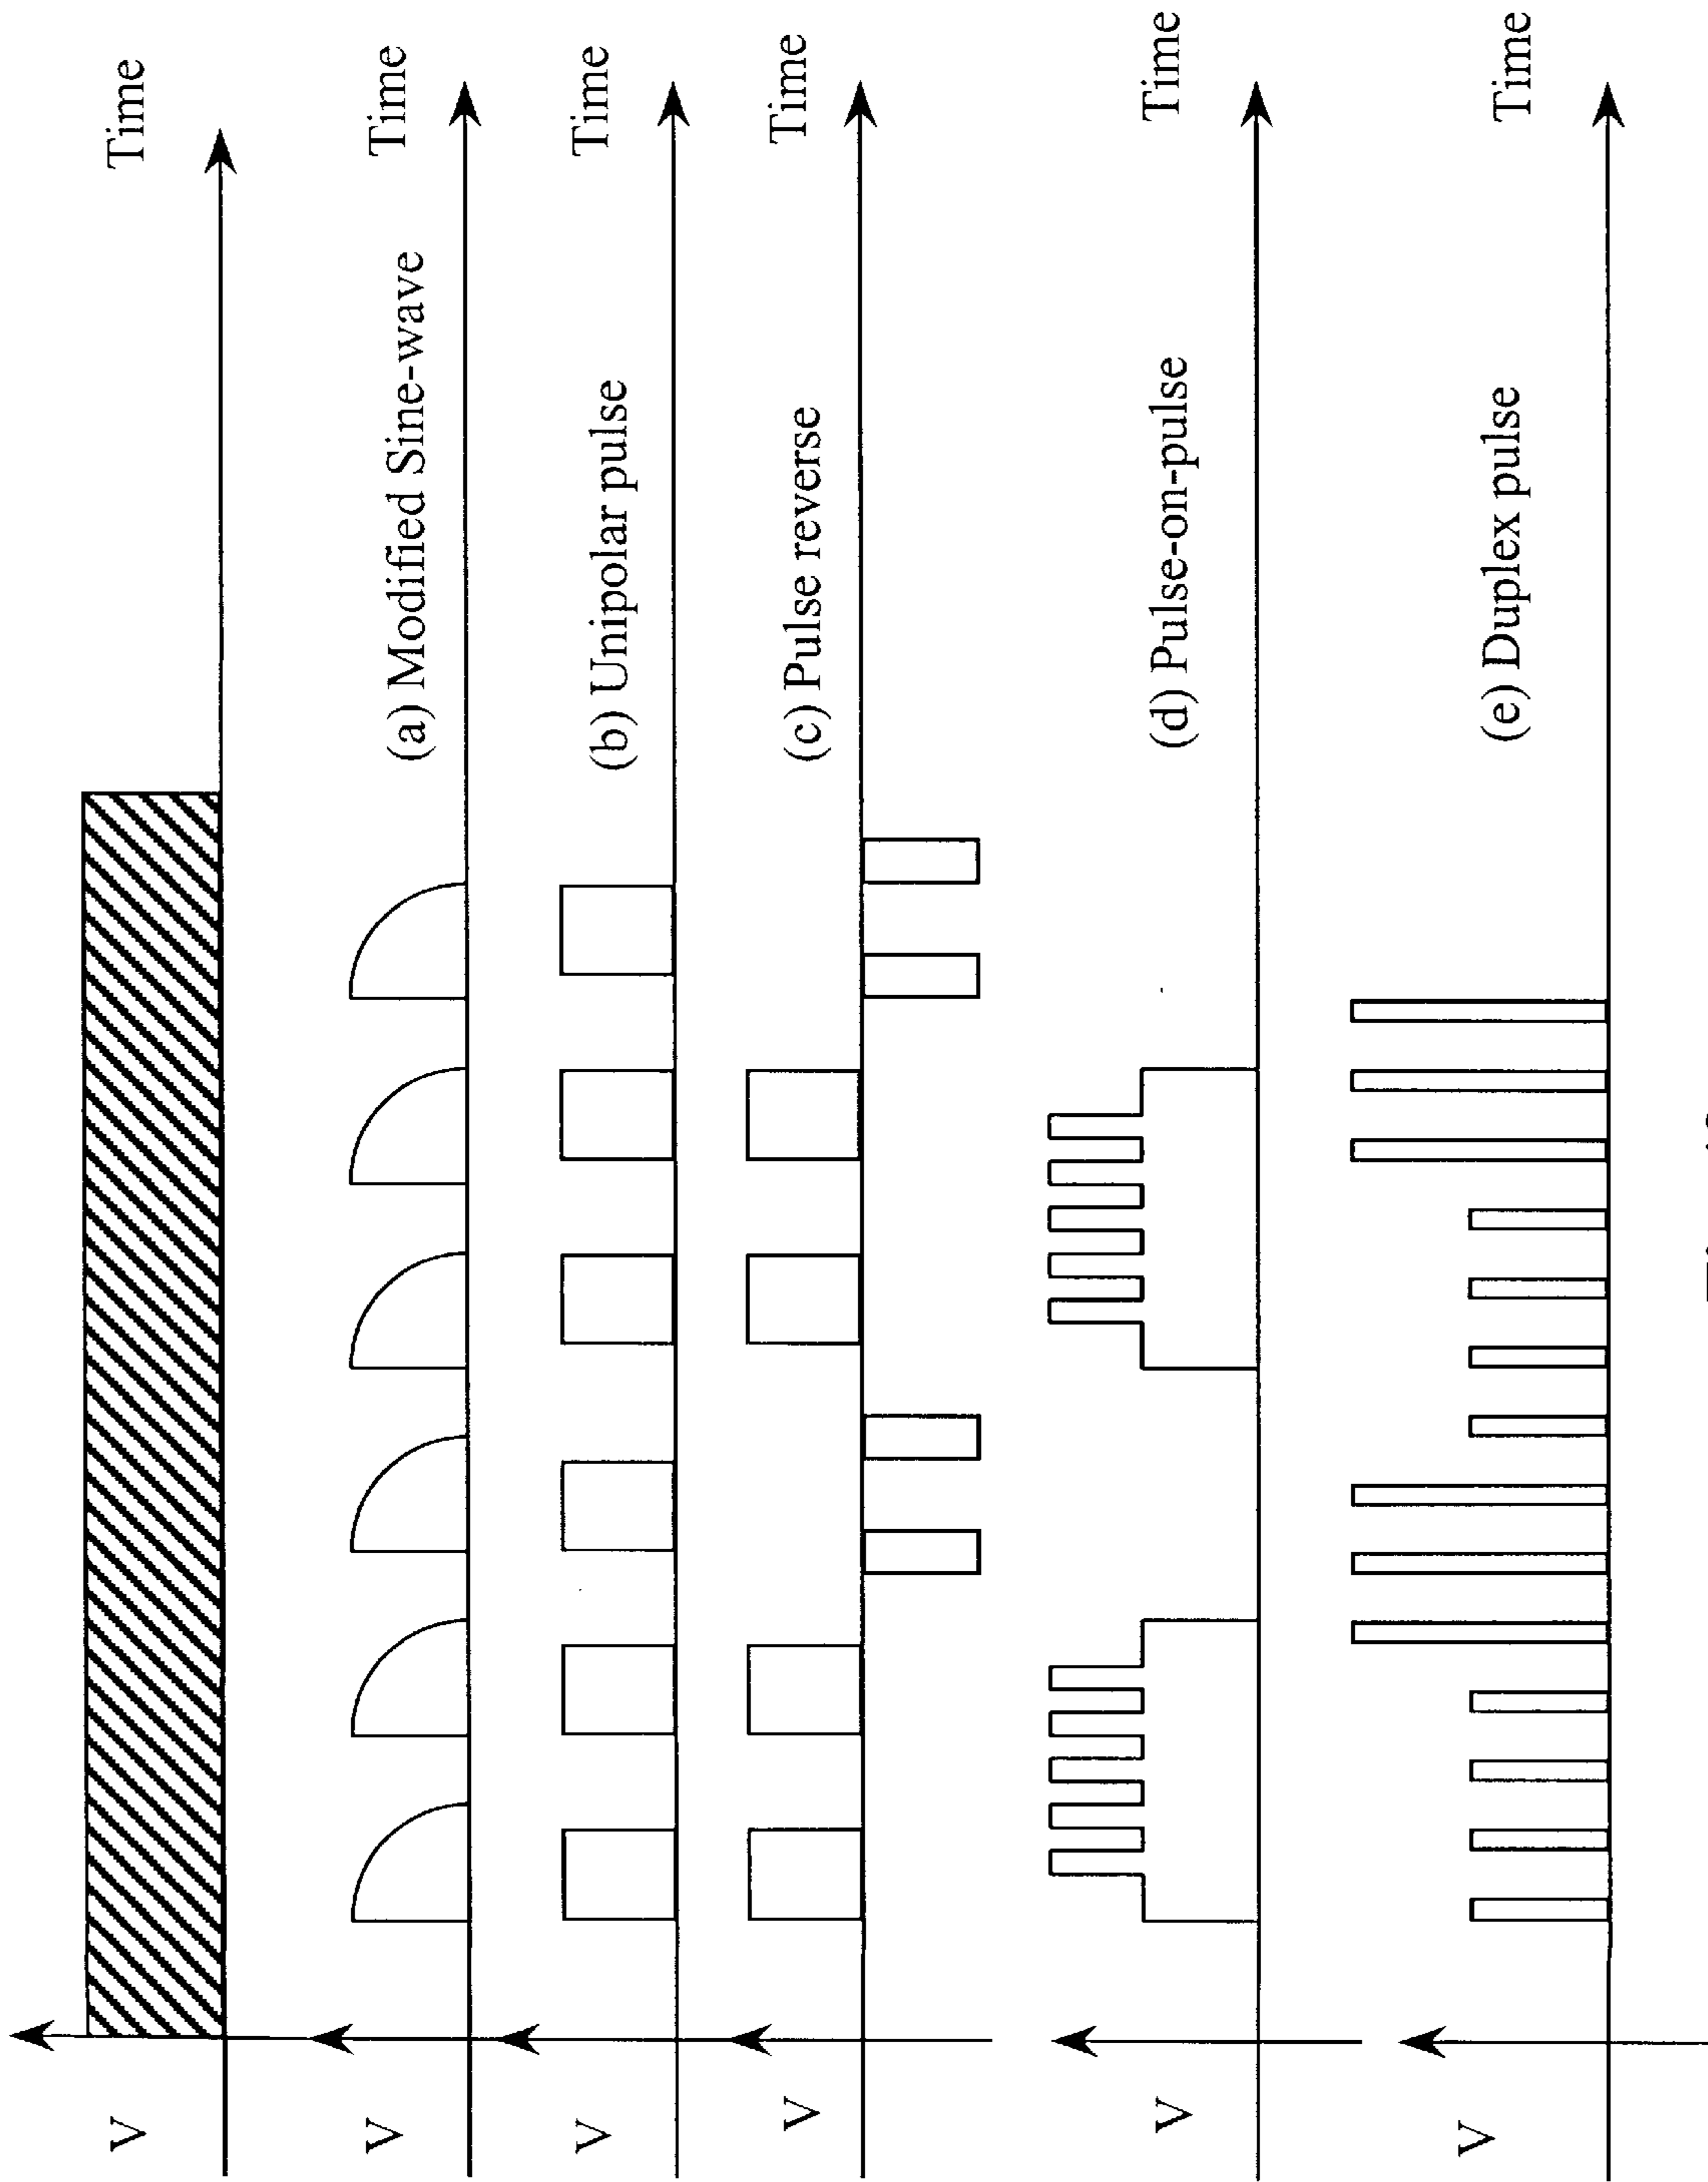 V
Time
V
Time
(a) Modified Sine-wave
V
Time
(b) Unipolar pulse
V
Time
(c) Pulse reverse
V
Time
(d) Pulse-on-pulse
V
Time
(e) Duplex pulse